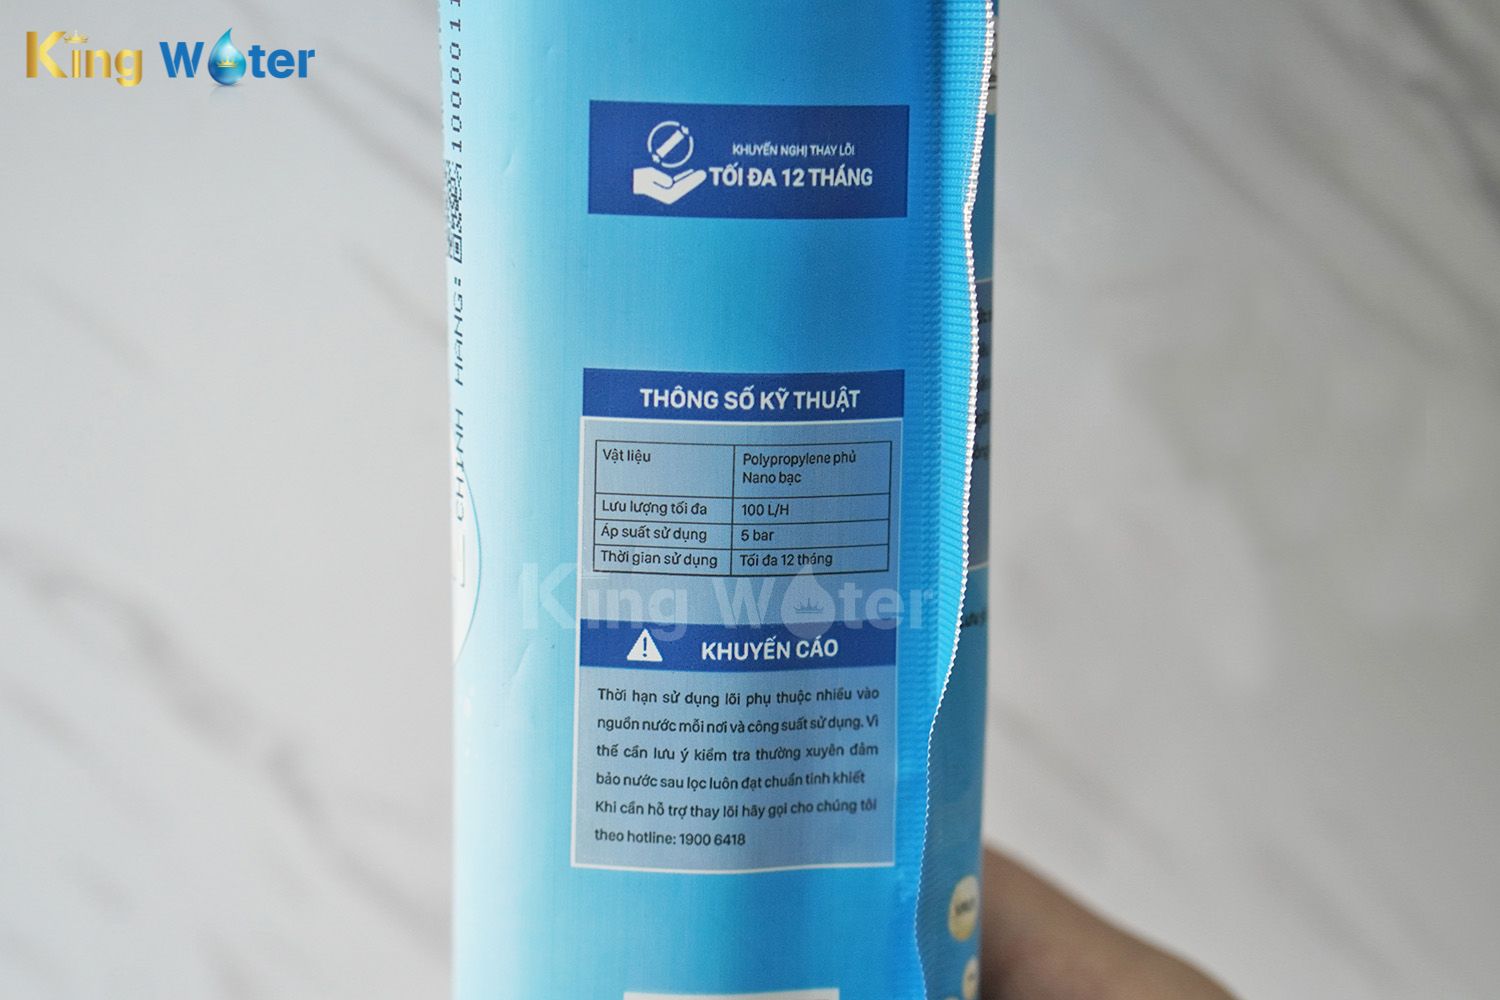 King Water
KHUYẾN NGHỊ THAY LÕI
TỐI ĐA 12 THÁNG
CHINH HANG:
THÔNG SỐ KỸ THUẬT
Vật liệu Polypropylene phủ
Nano bạc
Lưu lượng tối đa 100 L/H
Áp suất sử dụng 5 bar
Thời gian sử dụng Tối đa 12 tháng
King Water
KHUYẾN CÁO
Thời hạn sử dụng lõi phụ thuộc nhiều vào
nguồn nước mỗi nơi và công suất sử dụng. Vì
thế cần lưu ý kiểm tra thường xuyên đảm
bảo nước sau lọc luôn đạt chuẩn tinh khiết
Khi cần hỗ trợ thay lõi hãy gọi cho chúng tôi
theo hotline: 1900 6418